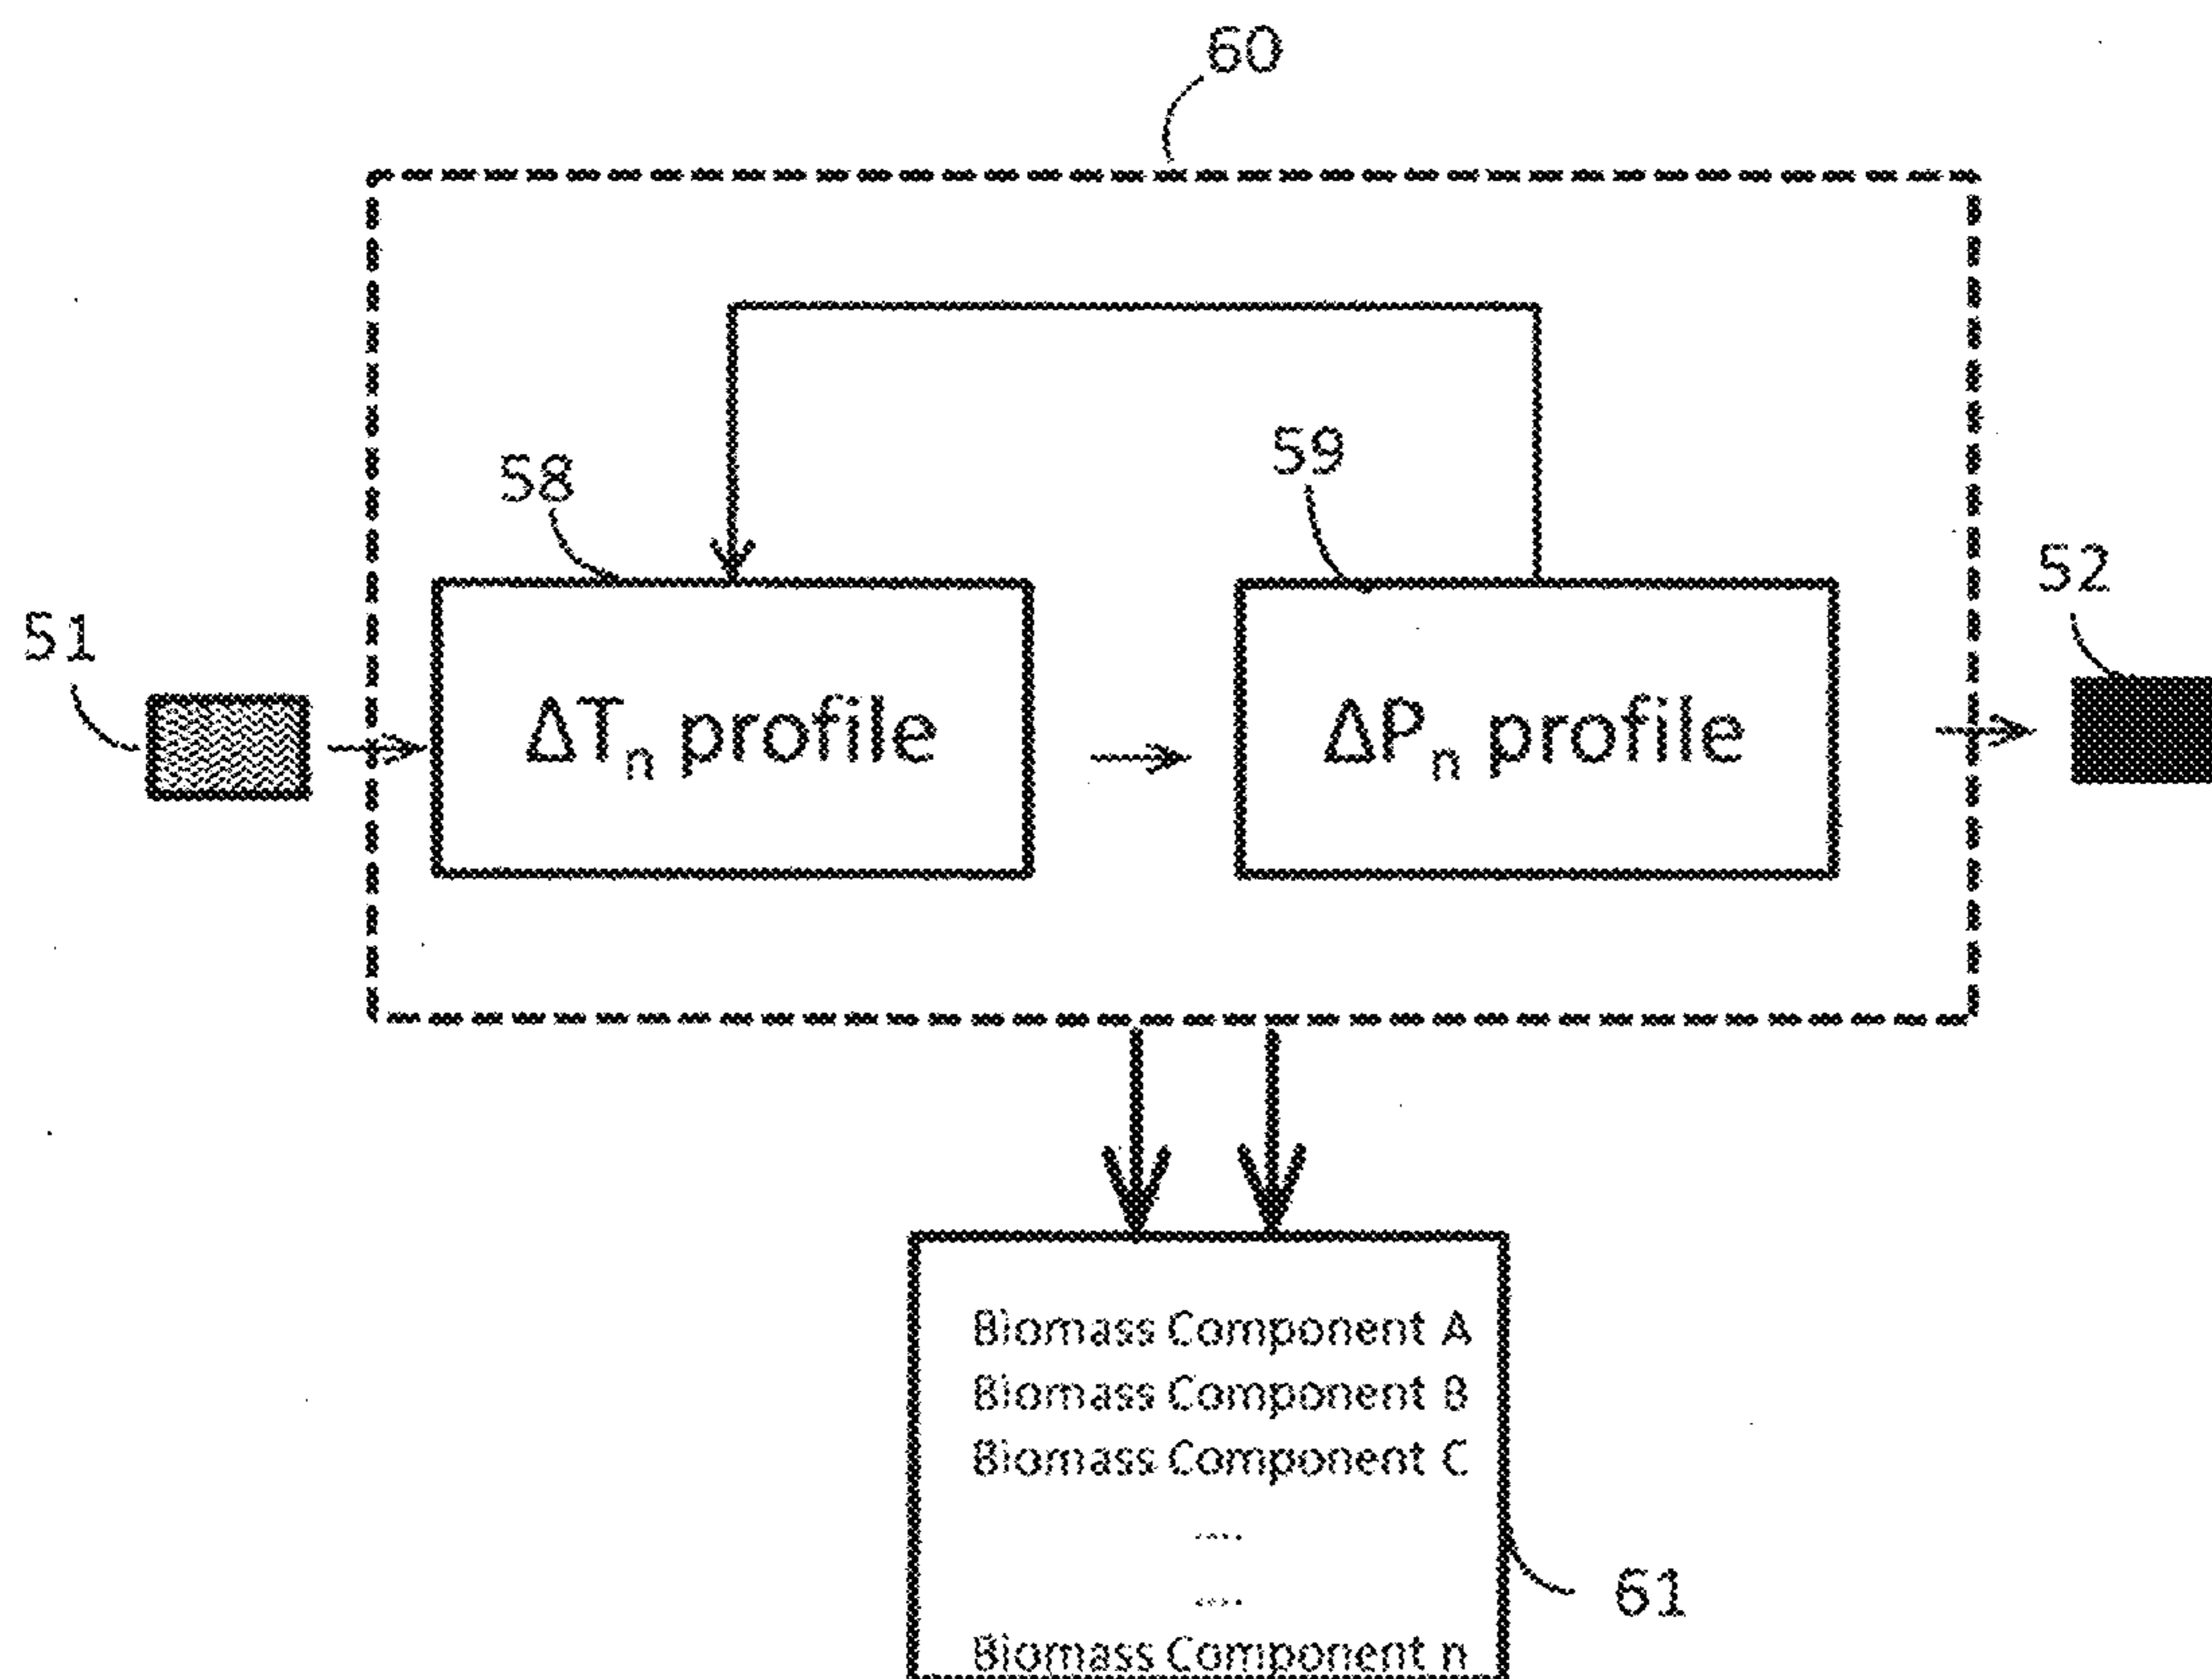 60
58
59
52
51
ΔTn profile
ΔPn profile
Biomass Component A
Biomass Component B
Biomass Component C
....
....
61
Biomass Component n